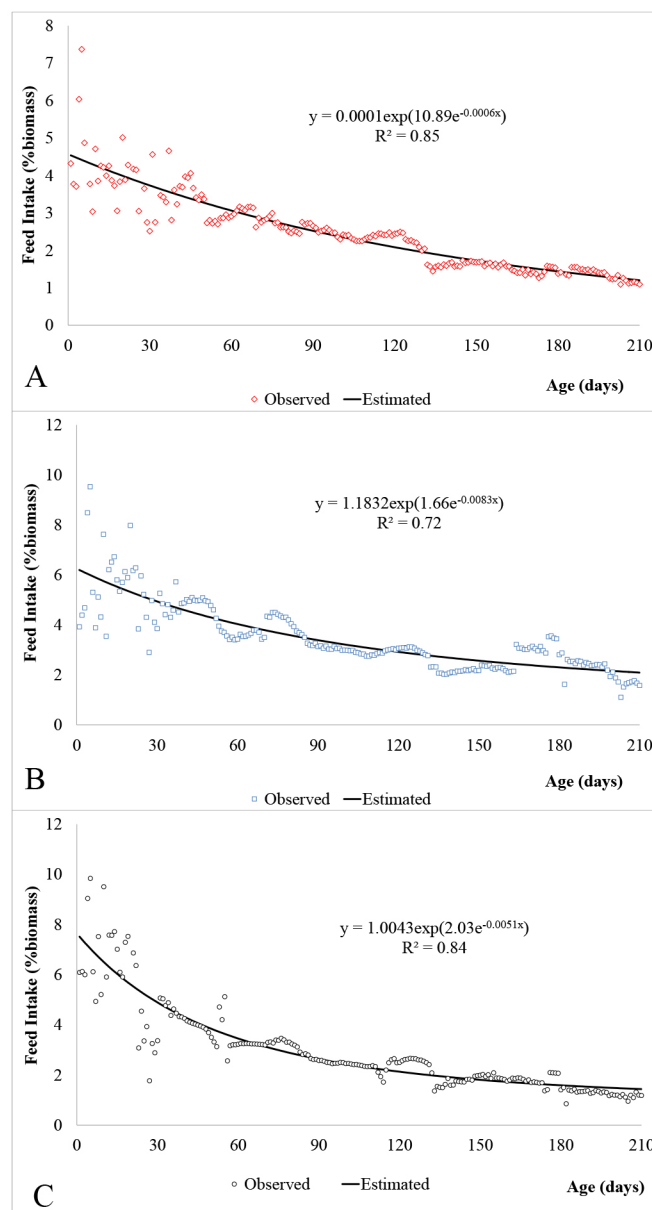 8
7
6
5
4
3
2
1
0
Feed Intake (%biomass)
y = 0.0001exp(10.89e^-0.0006x)
R² = 0.85
0 30 60 90 120 150 180 210
A
Age (days)
Observed Estimated
12
10
8
6
4
2
0
Feed Intake (%biomass)
y = 1.1832exp(1.66e^-0.0083x)
R² = 0.72
0 30 60 90 120 150 180 210
B
Age (days)
Observed Estimated
12
10
8
6
4
2
0
Feed Intake (%biomass)
y = 1.0043exp(2.03e^-0.0051x)
R² = 0.84
0 30 60 90 120 150 180 210
C
Observed Estimated Age (days)